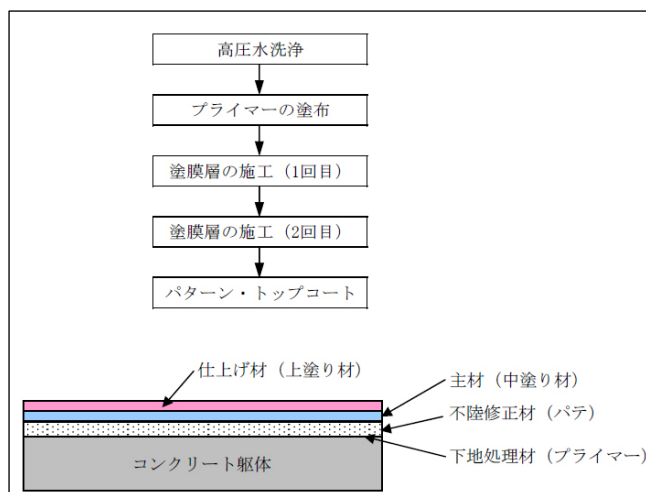 高圧水洗浄
プライマーの塗布
塗膜層の施工（1回目）
塗膜層の施工（2回目）
パターン・トップコート
仕上げ材（上塗り材）
主材（中塗り材）
不陸修正材（パテ）
下地処理材（プライマー）
コンクリート躯体